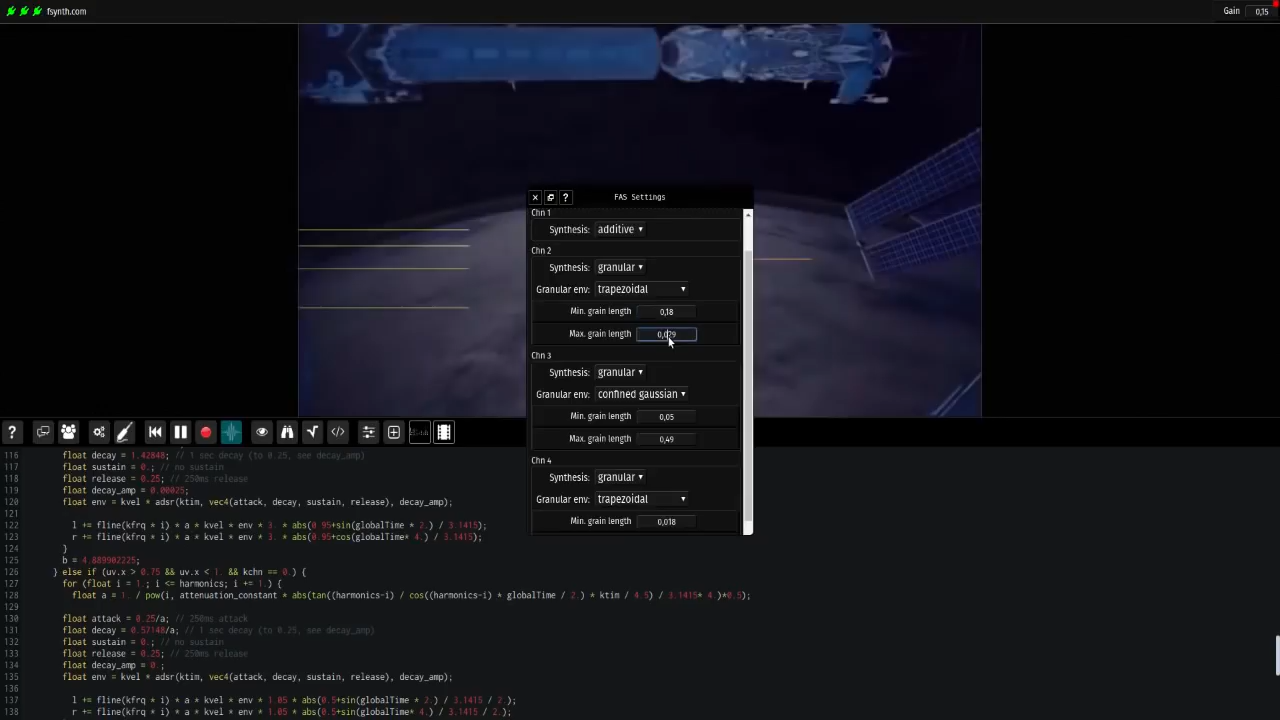 fsynth.com
Gain 0,15
FAS Settings
Chn 1
Synthesis: additive
Chn 2
Synthesis: granular
Granular env: trapezoidal
Min. grain length 0,18
Max. grain length 0,029
Chn 3
Synthesis: granular
Granular env: confined gaussian
Min. grain length 0,05
Max. grain length 0,49
Chn 4
Synthesis: granular
Granular env: trapezoidal
Min. grain length 0,018
116 float decay = 1.42848; // 1 sec decay (to 0.25, see decay_amp)
117 float sustain = 0.; // no sustain
118 float release = 0.25; // 250ms release
119 float decay_amp = 0.00025;
120 float env = kvel * adsr(ktim, vec4(attack, decay, sustain, release), decay_amp);
121
122 l += fline(kfrq * i) * a * kvel * env * 3. * abs(0.95+sin(globalTime * 2.) / 3.1415);
123 r += fline(kfrq * i) * a * kvel * env * 3. * abs(0.95+cos(globalTime* 4.) / 3.1415);
124 }
125 b = 4.889902225;
126 } else if (uv.x > 0.75 && uv.x < 1. && kchn == 0.) {
127 for (float i = 1.; i <= harmonics; i += 1.) {
128 float a = 1. / pow(i, attenuation_constant * abs(tan((harmonics-i) / cos((harmonics-i) * globalTime / 2.) * ktim / 4.5) / 3.1415* 4.)*0.5);
129
130 float attack = 0.25/a; // 250ms attack
131 float decay = 0.57148/a; // 1 sec decay (to 0.25, see decay_amp)
132 float sustain = 0.; // no sustain
133 float release = 0.25; // 250ms release
134 float decay_amp = 0.;
135 float env = kvel * adsr(ktim, vec4(attack, decay, sustain, release), decay_amp);
136
137 l += fline(kfrq * i) * a * kvel * env * 1.05 * abs(0.5+sin(globalTime * 2.) / 3.1415 / 2.);
138 r += fline(kfrq * i) * a * kvel * env * 1.05 * abs(0.5+sin(globalTime* 4.) / 3.1415 / 2.);